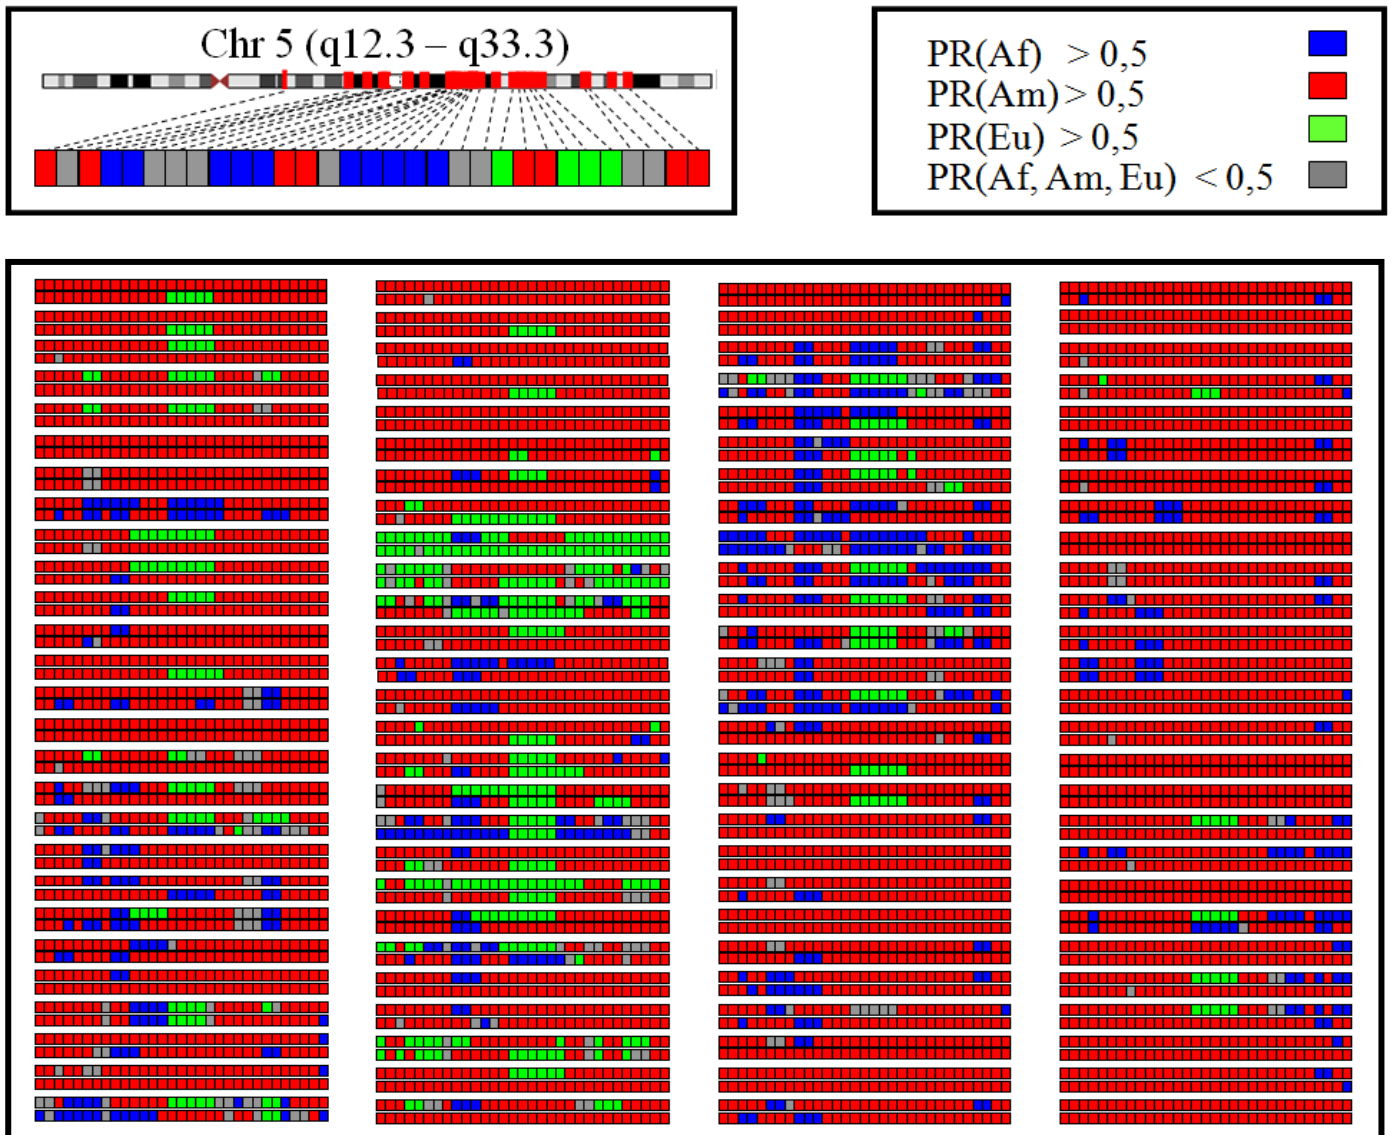 Chr 5 (q12.3 – q33.3)
PR(Af) > 0,5
PR(Am) > 0,5
PR(Eu) > 0,5
PR(Af, Am, Eu) < 0,5